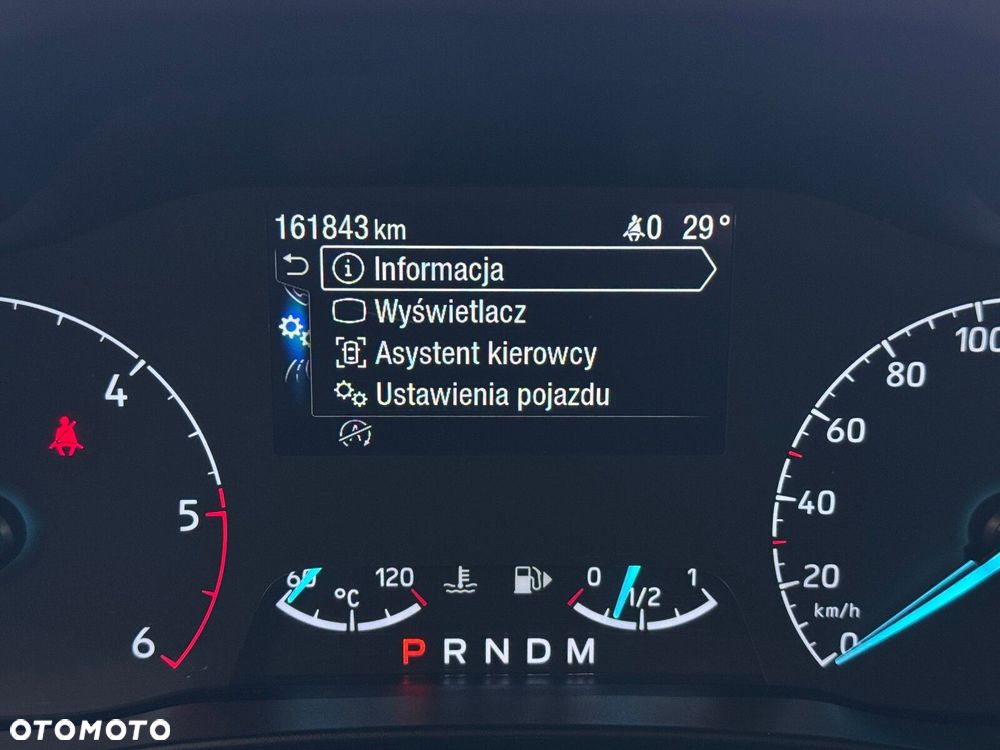 161843 km 0 29°
Informacja
Wyświetlacz
Asystent kierowcy
Ustawienia pojazdu
4
5
6
100
80
60
40
20
km/h
0
60 °C 120
0 1/2 1
P R N D M
OTOMOTO